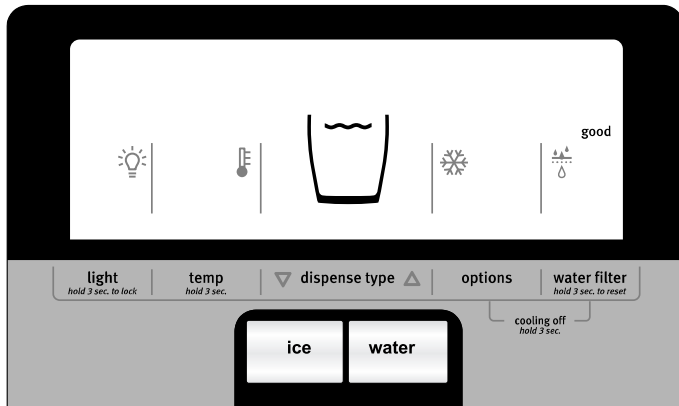 good
light
hold 3 sec. to lock
temp
hold 3 sec.
dispense type
options
water filter
hold 3 sec. to reset
cooling off
hold 3 sec.
ice
water